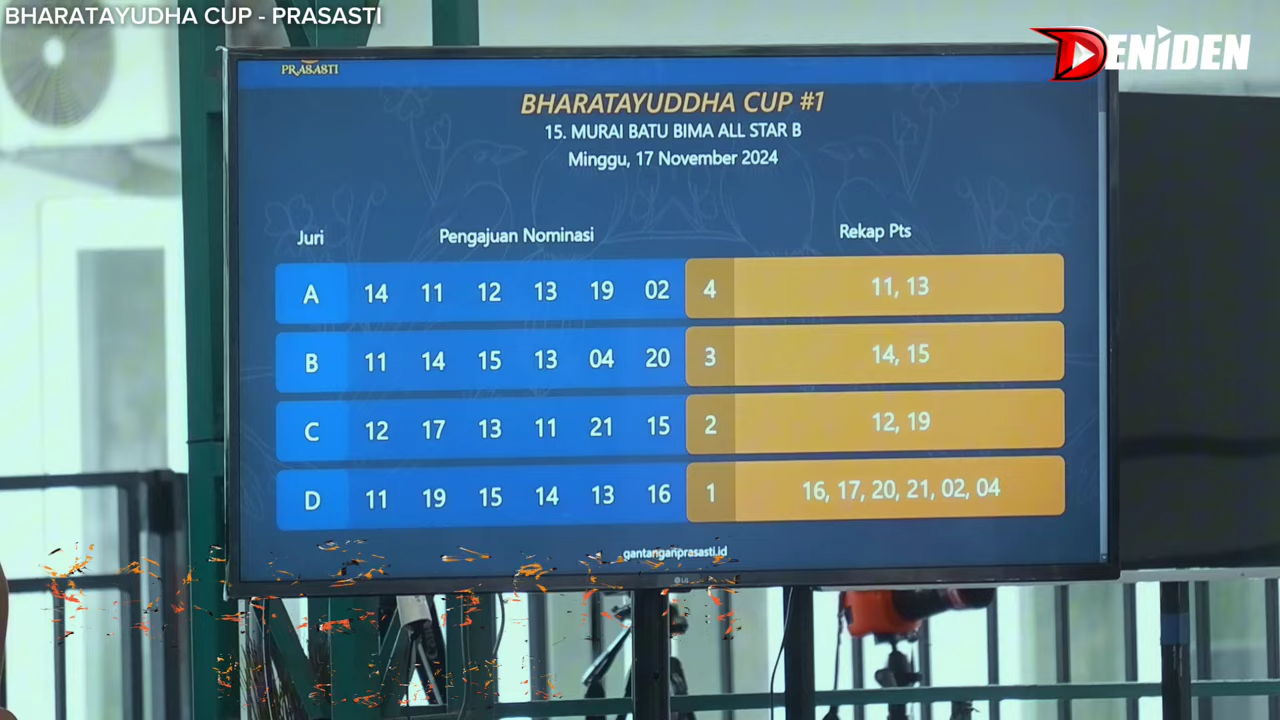 BHARATAYUDHA CUP - PRASASTI
DENIDEN
PRASASTI
BHARATAYUDDHA CUP #1
15. MURAI BATU BIMA ALL STAR B
Minggu, 17 November 2024
Juri Pengajuan Nominasi Rekap Pts
A 14 11 12 13 19 02 4 11, 13
B 11 14 15 13 04 20 3 14, 15
C 12 17 13 11 21 15 2 12, 19
D 11 19 15 14 13 16 1 16, 17, 20, 21, 02, 04
gantanganprasasti.id
LG